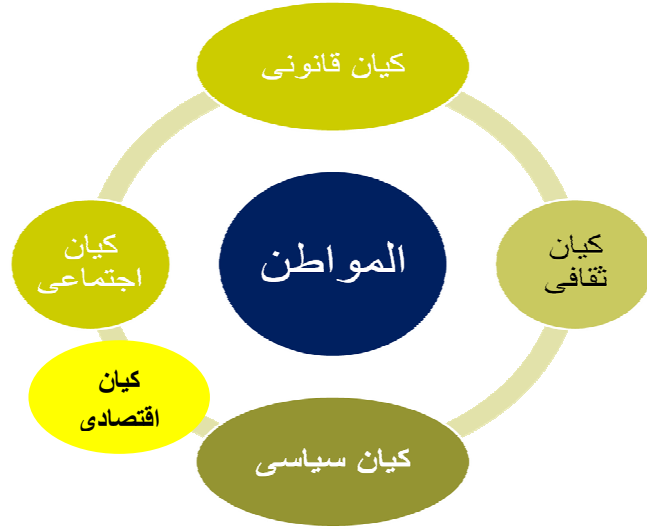 كيان قانونى
كيان
ثقافى
المواطن
كيان
اجتماعى
كيان
اقتصادى
كيان سياسى